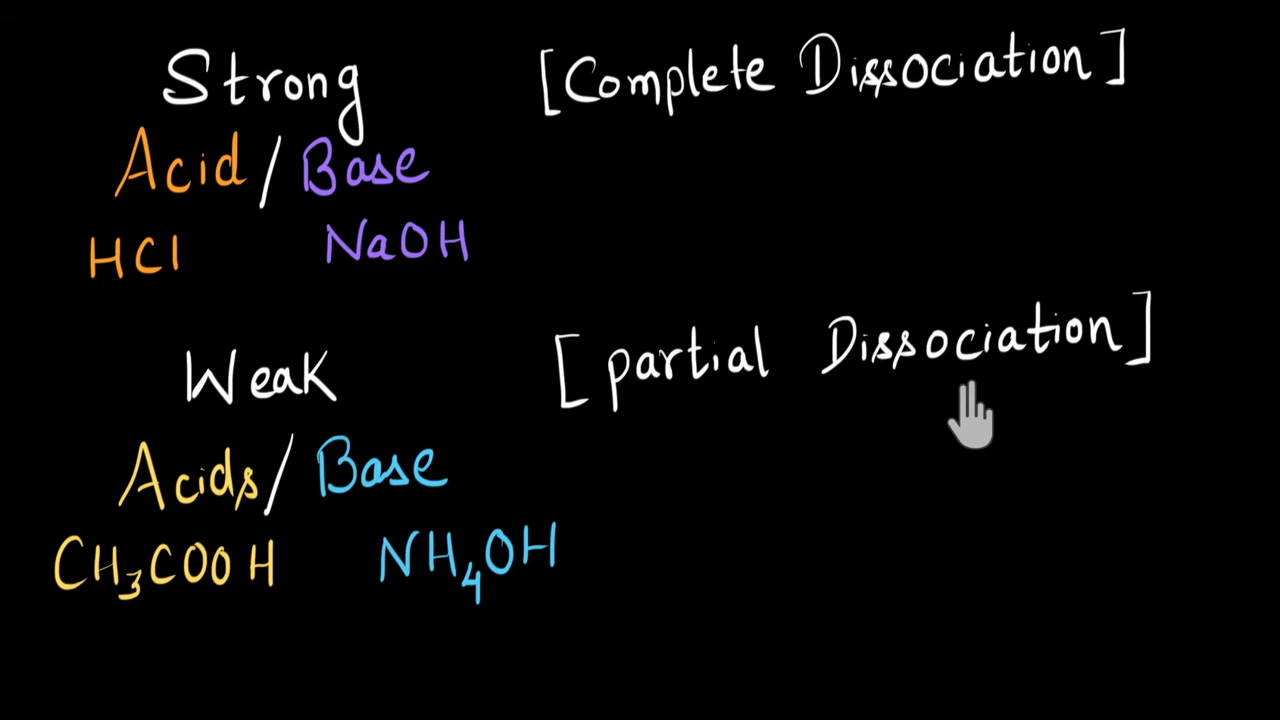 Strong [Complete Dissociation]
Acid / Base
HCl NaOH
Weak [partial Dissociation]
Acids / Base
CH₃COOH NH₄OH